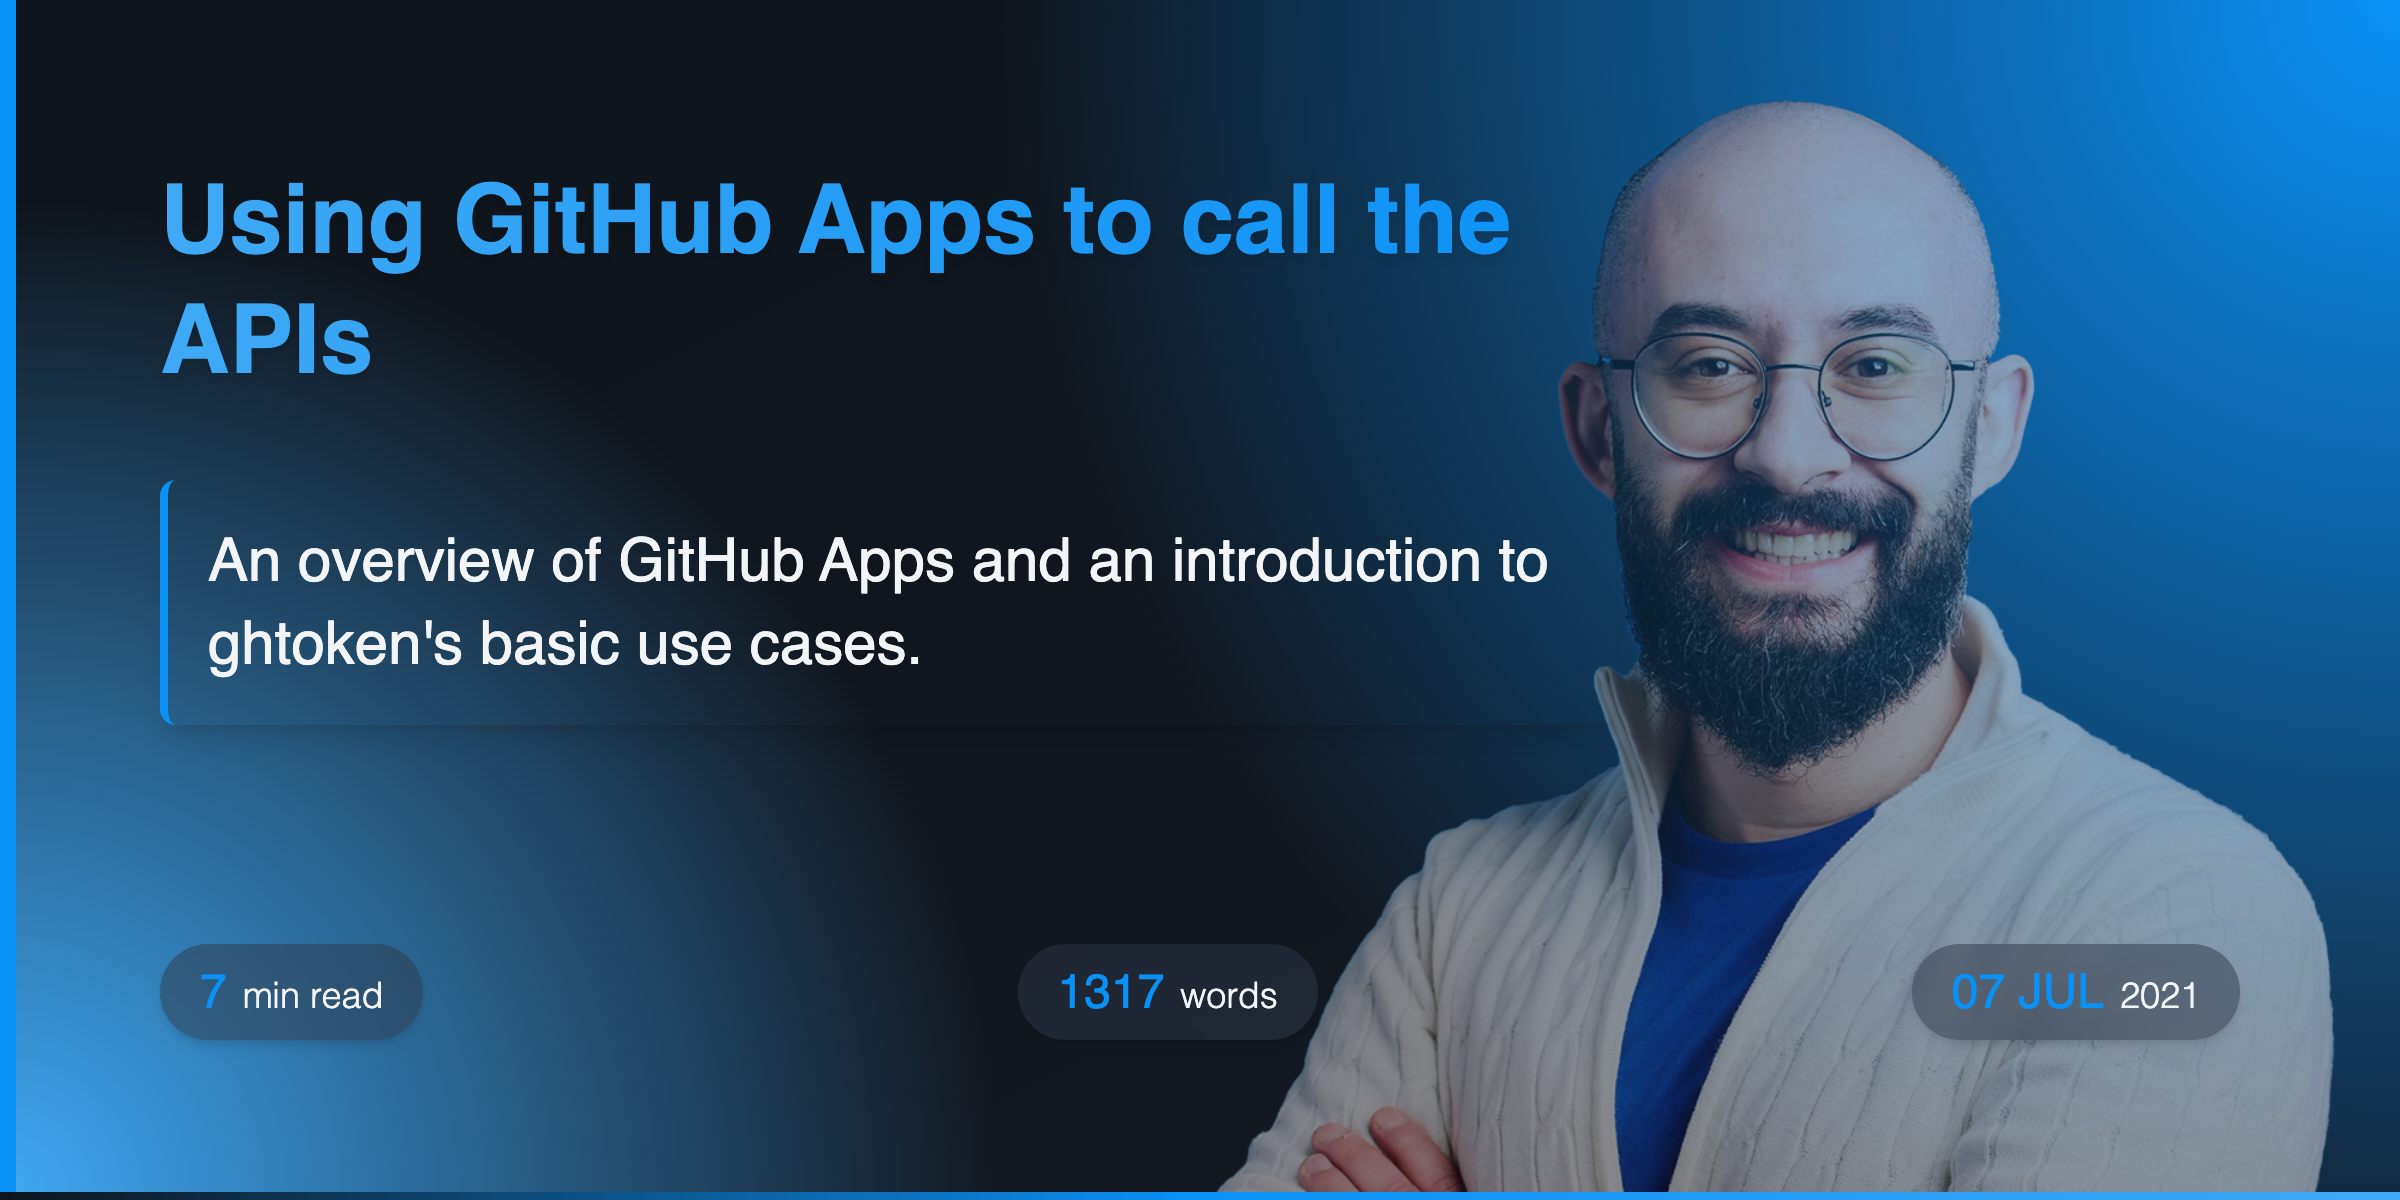 Using GitHub Apps to call the
APIs
An overview of GitHub Apps and an introduction to
ghtoken's basic use cases.
7 min read
1317 words
07 JUL 2021